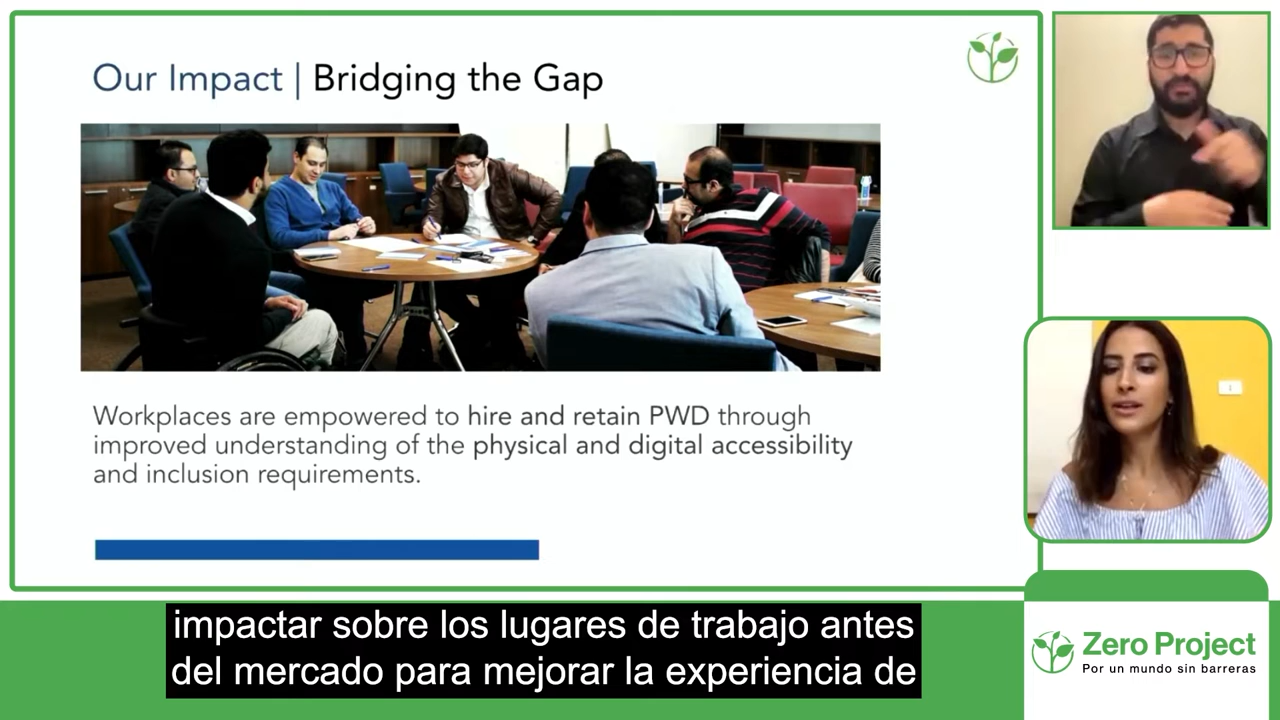 Our Impact | Bridging the Gap
Workplaces are empowered to hire and retain PWD through
improved understanding of the physical and digital accessibility
and inclusion requirements.
impactar sobre los lugares de trabajo antes
del mercado para mejorar la experiencia de
Zero Project
Por un mundo sin barreras